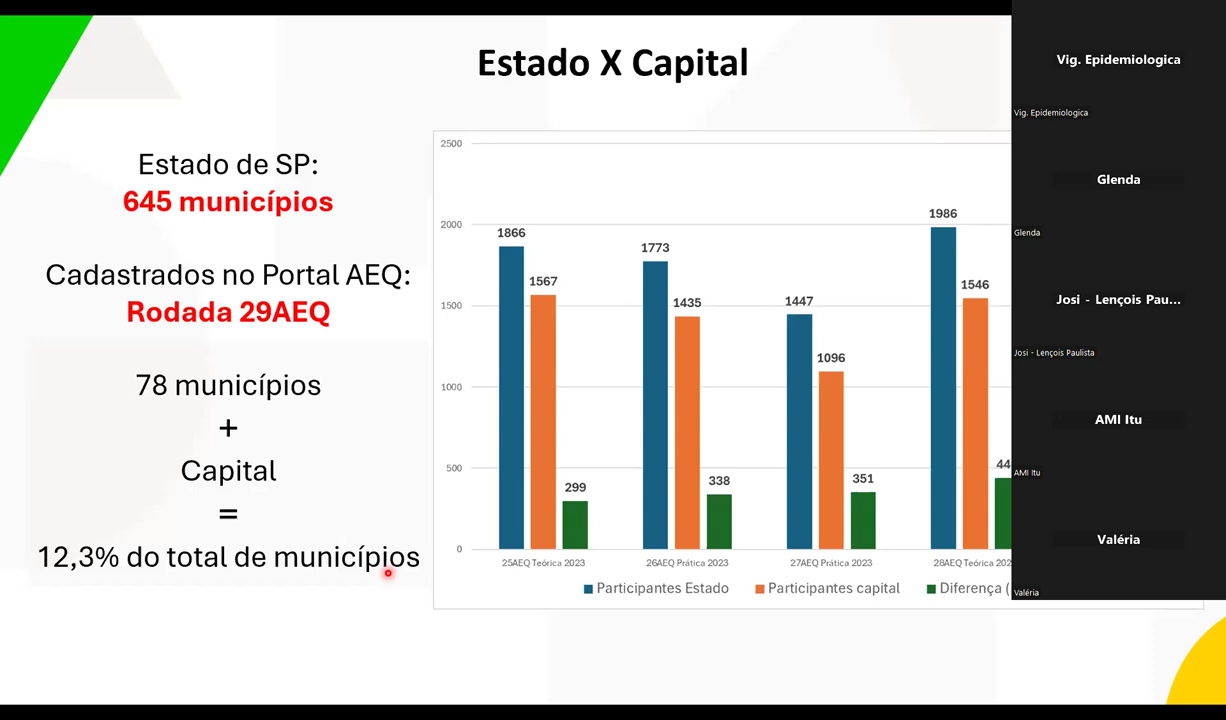 Estado X Capital
Estado de SP:
645 municípios
Cadastrados no Portal AEQ:
Rodada 29AEQ
78 municípios
+
Capital
=
12,3% do total de municípios
2500
2000
1500
1000
500
0
1866
1567
299
1773
1435
338
1447
1096
351
1986
1546
44
25AEQ Teórica 2023
26AEQ Prática 2023
27AEQ Prática 2023
28AEQ Teórica 202
Participantes Estado
Participantes capital
Diferença (
Vig. Epidemiologica
Vig. Epidemiologica
Glenda
Glenda
Josi - Lençois Pau...
Josi - Lençois Paulista
AMI Itu
AMI Itu
Valéria
Valéria